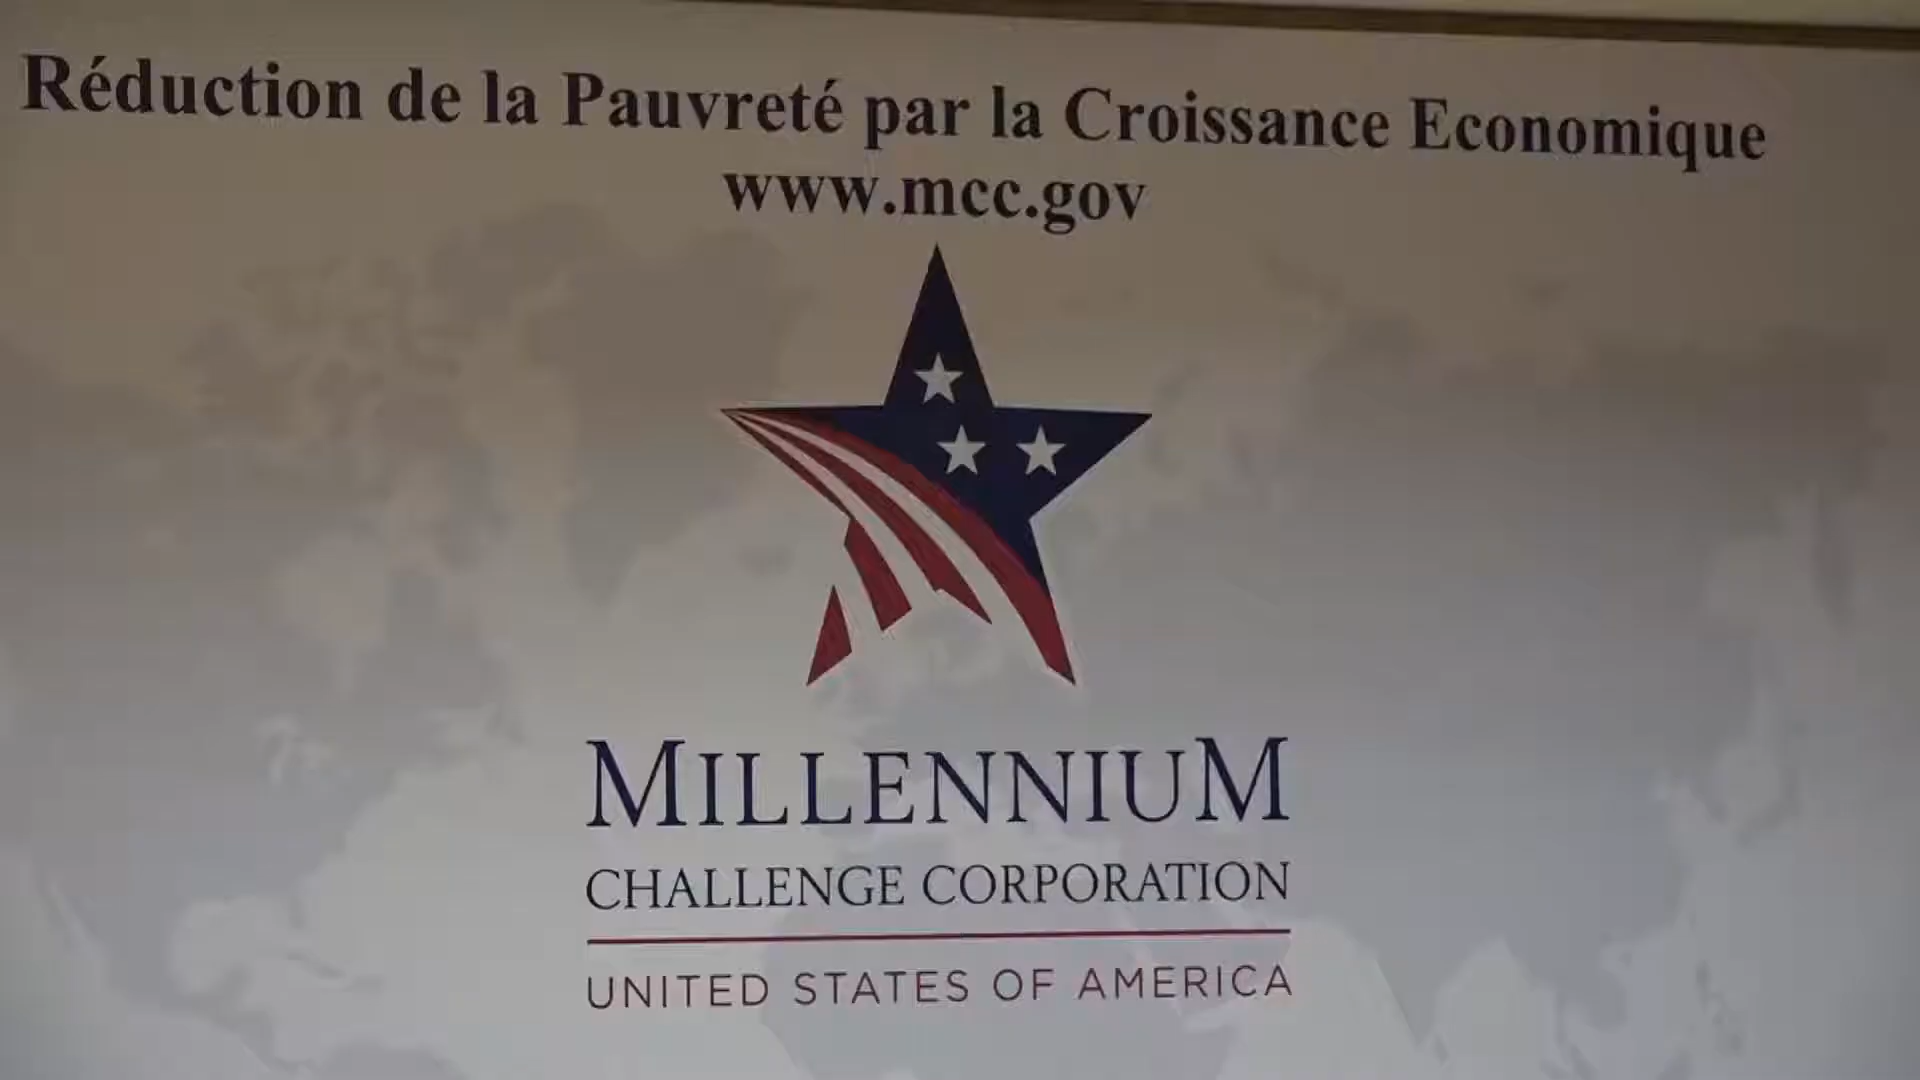 Réduction de la Pauvreté par la Croissance Economique
www.mcc.gov
MILLENNIUM
CHALLENGE CORPORATION
UNITED STATES OF AMERICA